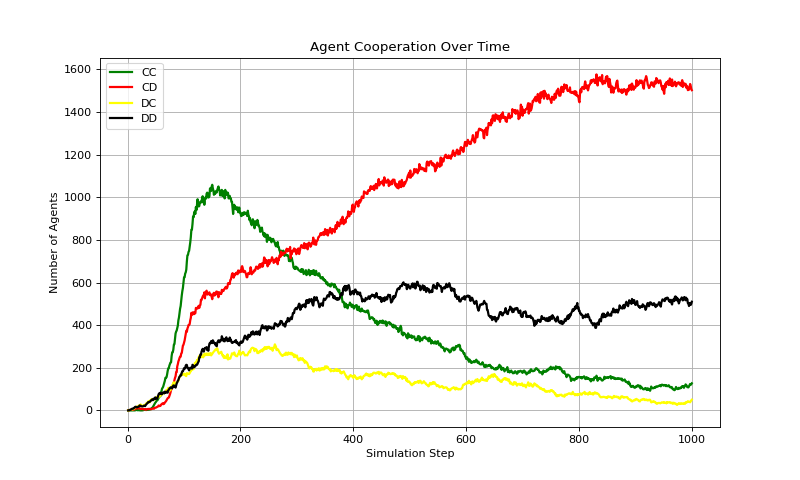 Agent Cooperation Over Time
CC
CD
DC
DD
Number of Agents
1600
1400
1200
1000
800
600
400
200
0
0 200 400 600 800 1000
Simulation Step